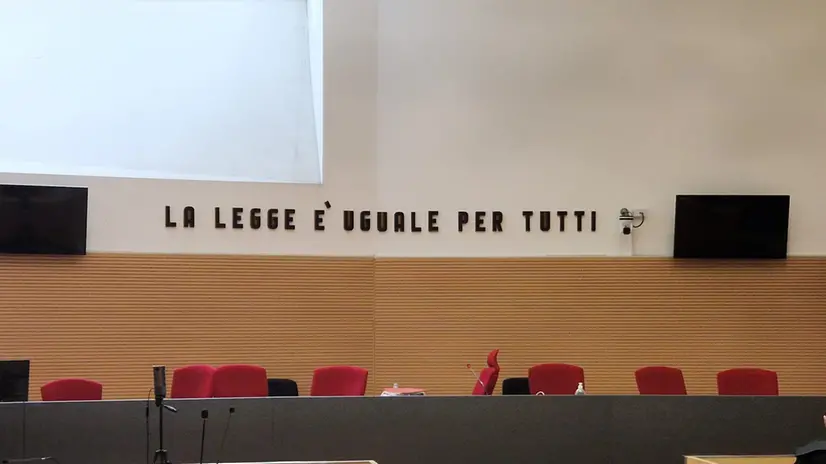 LA LEGGE E' UGUALE PER TUTTI